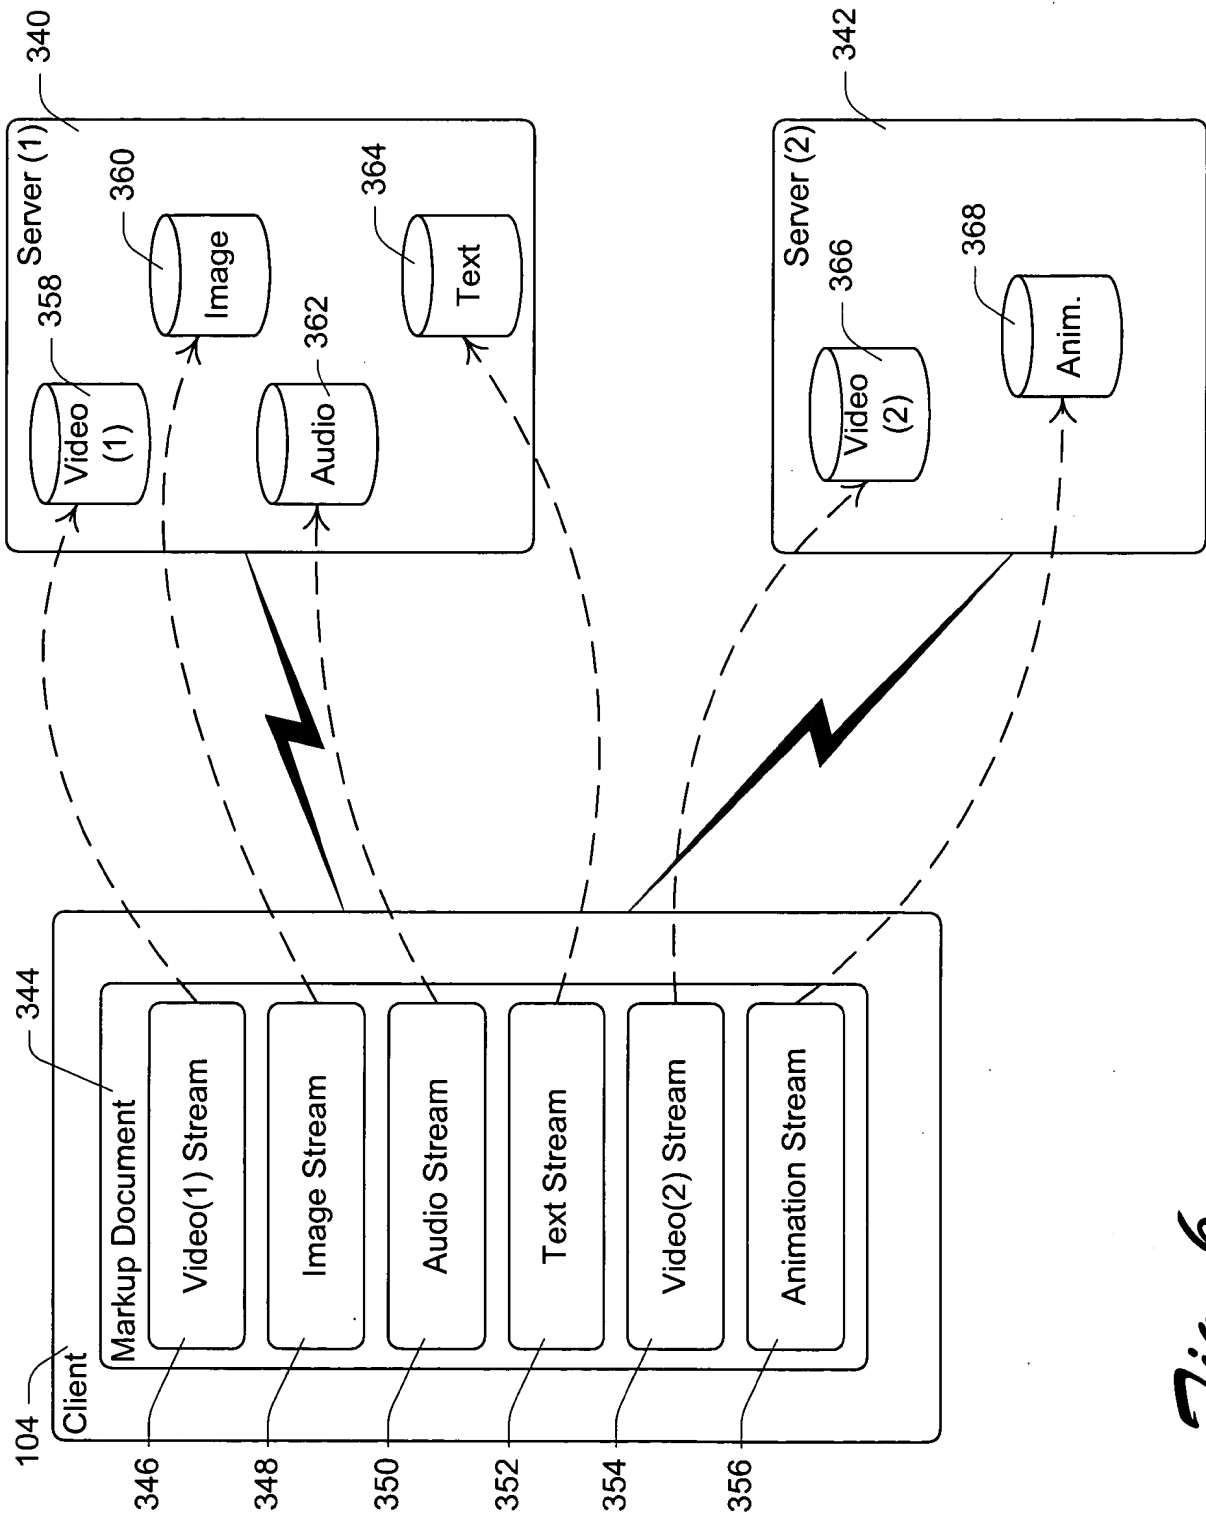 104
Client
344
Markup Document
346
Video(1) Stream
348
Image Stream
350
Audio Stream
352
Text Stream
354
Video(2) Stream
356
Animation Stream
340
Server (1)
358
Video
(1)
360
Image
362
Audio
364
Text
342
Server (2)
366
Video
(2)
368
Anim.
Fig. 6